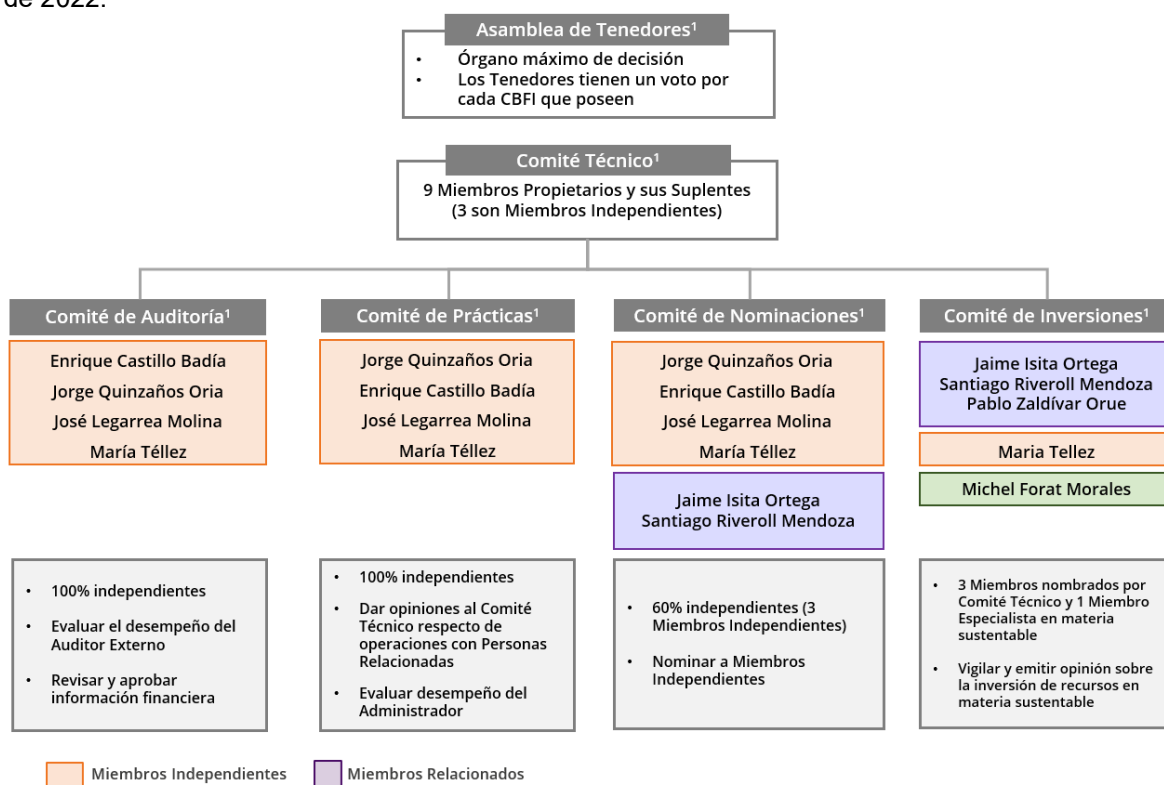 de 2022.
Asamblea de Tenedores¹
• Órgano máximo de decisión
• Los Tenedores tienen un voto por
cada CBFI que poseen
Comité Técnico¹
9 Miembros Propietarios y sus Suplentes
(3 son Miembros Independientes)
Comité de Auditoría¹
Enrique Castillo Badía
Jorge Quinzaños Oria
José Legarrea Molina
María Téllez
• 100% independientes
• Evaluar el desempeño del
Auditor Externo
• Revisar y aprobar
información financiera
Comité de Prácticas¹
Jorge Quinzaños Oria
Enrique Castillo Badía
José Legarrea Molina
María Téllez
• 100% independientes
• Dar opiniones al Comité
Técnico respecto de
operaciones con Personas
Relacionadas
• Evaluar desempeño del
Administrador
Comité de Nominaciones¹
Jorge Quinzaños Oria
Enrique Castillo Badía
José Legarrea Molina
María Téllez
Jaime Isita Ortega
Santiago Riveroll Mendoza
• 60% independientes (3
Miembros Independientes)
• Nominar a Miembros
Independientes
Comité de Inversiones¹
Jaime Isita Ortega
Santiago Riveroll Mendoza
Pablo Zaldívar Orue
Maria Tellez
Michel Forat Morales
• 3 Miembros nombrados por
Comité Técnico y 1 Miembro
Especialista en materia
sustentable
• Vigilar y emitir opinión sobre
la inversión de recursos en
materia sustentable
Miembros Independientes
Miembros Relacionados